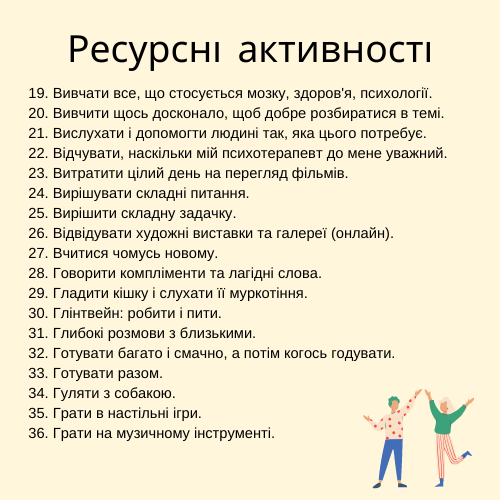 Ресурсні активності
19. Вивчати все, що стосується мозку, здоров'я, психології.
20. Вивчити щось досконало, щоб добре розбиратися в темі.
21. Вислухати і допомогти людині так, яка цього потребує.
22. Відчувати, наскільки мій психотерапевт до мене уважний.
23. Витратити цілий день на перегляд фільмів.
24. Вирішувати складні питання.
25. Вирішити складну задачку.
26. Відвідувати художні виставки та галереї (онлайн).
27. Вчитися чомусь новому.
28. Говорити компліменти та лагідні слова.
29. Гладити кішку і слухати її муркотіння.
30. Глінтвейн: робити і пити.
31. Глибокі розмови з близькими.
32. Готувати багато і смачно, а потім когось годувати.
33. Готувати разом.
34. Гуляти з собакою.
35. Грати в настільні ігри.
36. Грати на музичному інструменті.